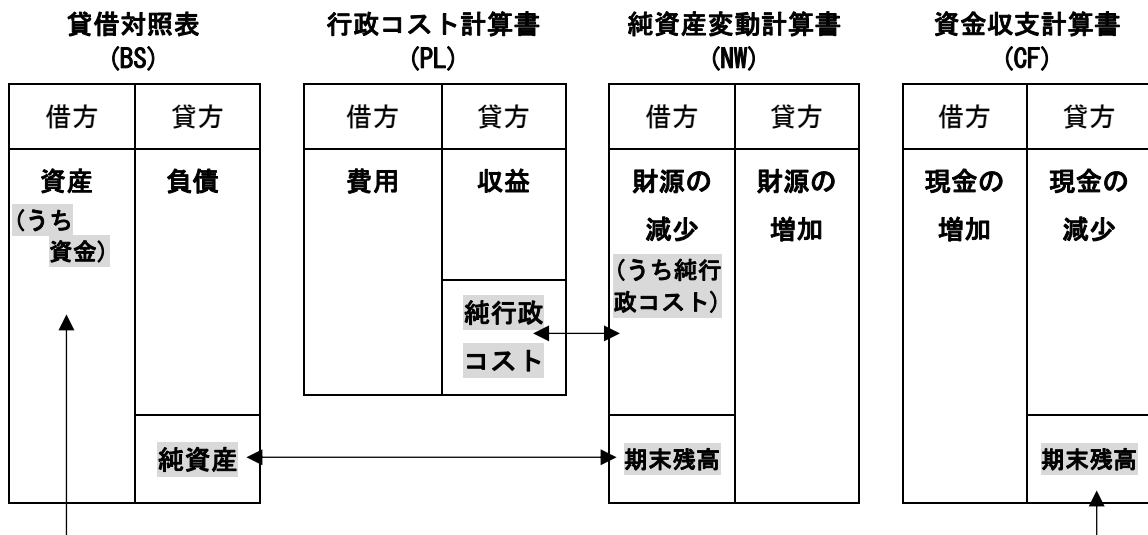 貸借対照表
(BS)
行政コスト計算書
(PL)
純資産変動計算書
(NW)
資金収支計算書
(CF)
借方
貸方
借方
貸方
借方
貸方
借方
貸方
資産
(うち
資金)
負債
純資産
費用
収益
純行政
コスト
財源の
減少
(うち純行
政コスト)
期末残高
財源の
増加
現金の
増加
現金の
減少
期末残高